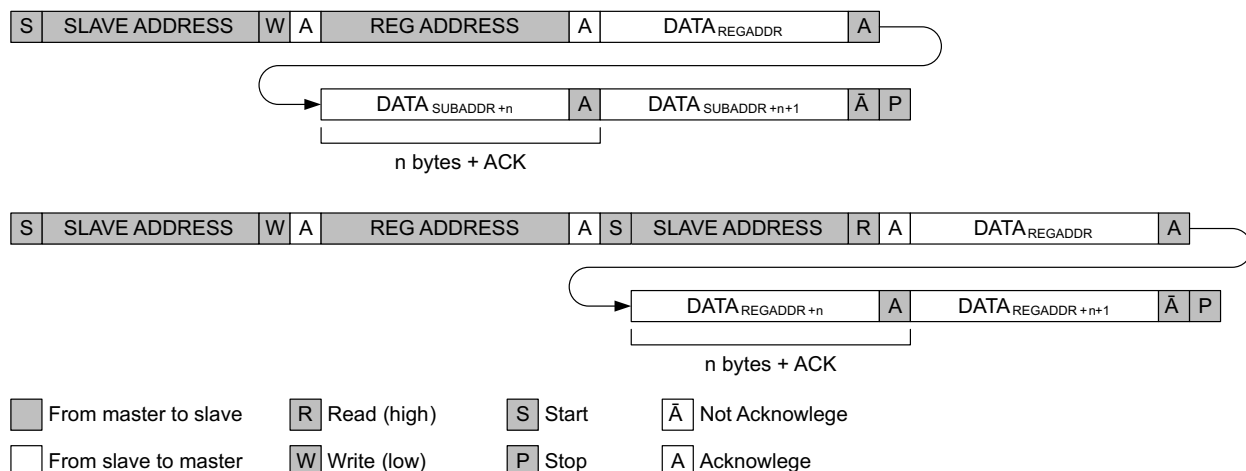 S SLAVE ADDRESS W A REG ADDRESS A DATA REGADDR A
DATA SUBADDR +n A DATA SUBADDR +n+1 Ā P
n bytes + ACK
S SLAVE ADDRESS W A REG ADDRESS A S SLAVE ADDRESS R A DATA REGADDR A
DATA REGADDR +n A DATA REGADDR +n+1 Ā P
n bytes + ACK
From master to slave R Read (high) S Start Ā Not Acknowlege
From slave to master W Write (low) P Stop A Acknowlege